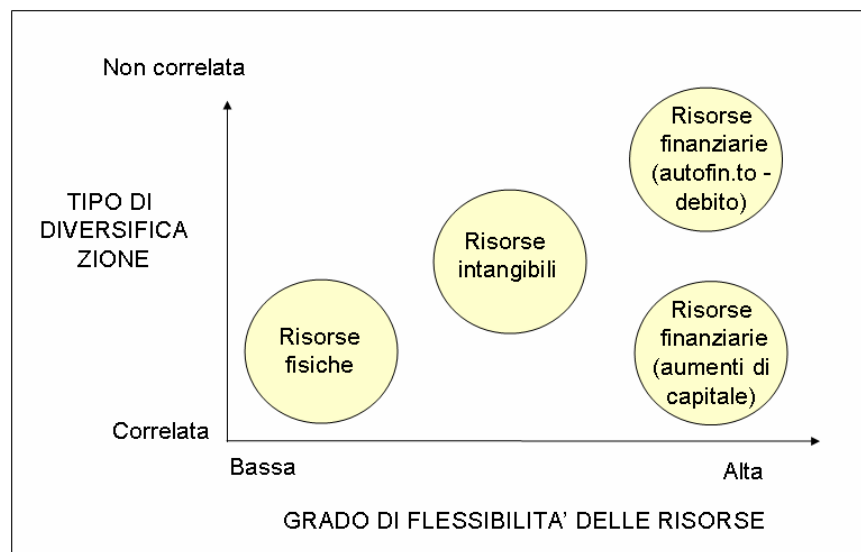 Non correlata
TIPO DI
DIVERSIFICA
ZIONE
Risorse
finanziarie
(autofin.to -
debito)
Risorse
intangibili
Risorse
fisiche
Risorse
finanziarie
(aumenti di
capitale)
Correlata
Bassa
Alta
GRADO DI FLESSIBILITA' DELLE RISORSE